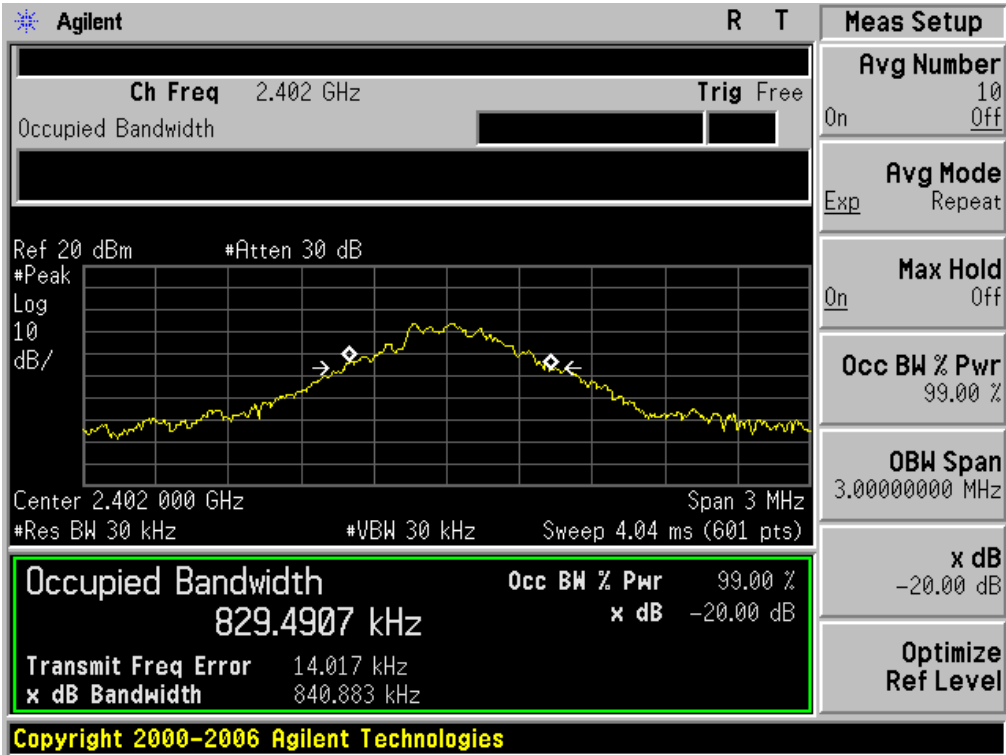 Agilent R T
Ch Freq 2.402 GHz Trig Free
Occupied Bandwidth
Ref 20 dBm #Atten 30 dB
#Peak
Log
10
dB/
Center 2.402 000 GHz Span 3 MHz
#Res BW 30 kHz #VBW 30 kHz Sweep 4.04 ms (601 pts)
Occupied Bandwidth Occ BW % Pwr 99.00 %
829.4907 kHz x dB -20.00 dB
Transmit Freq Error 14.017 kHz
x dB Bandwidth 840.883 kHz
Copyright 2000-2006 Agilent Technologies
Meas Setup
Avg Number
10
On Off
Avg Mode
Exp Repeat
Max Hold
On Off
Occ BW % Pwr
99.00 %
OBW Span
3.00000000 MHz
x dB
-20.00 dB
Optimize
Ref Level